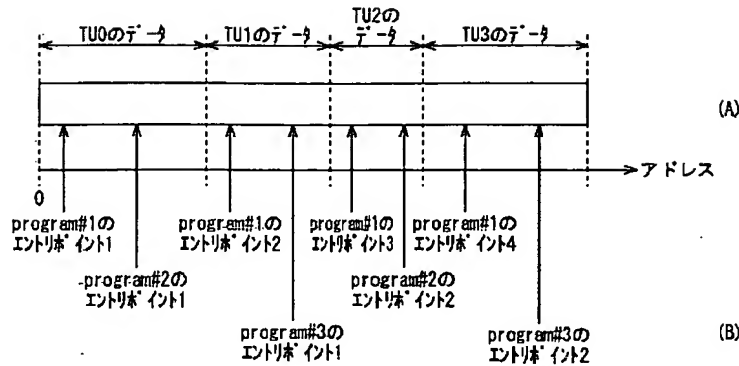 TU0のデータ
TU1のデータ
TU2の
データ
TU3のデータ
(A)
アドレス
0
program#1の
エントリポイント1
program#1の
エントリポイント2
program#1の
エントリポイント3
program#1の
エントリポイント4
program#2の
エントリポイント1
program#2の
エントリポイント2
program#3の
エントリポイント1
program#3の
エントリポイント2
(B)